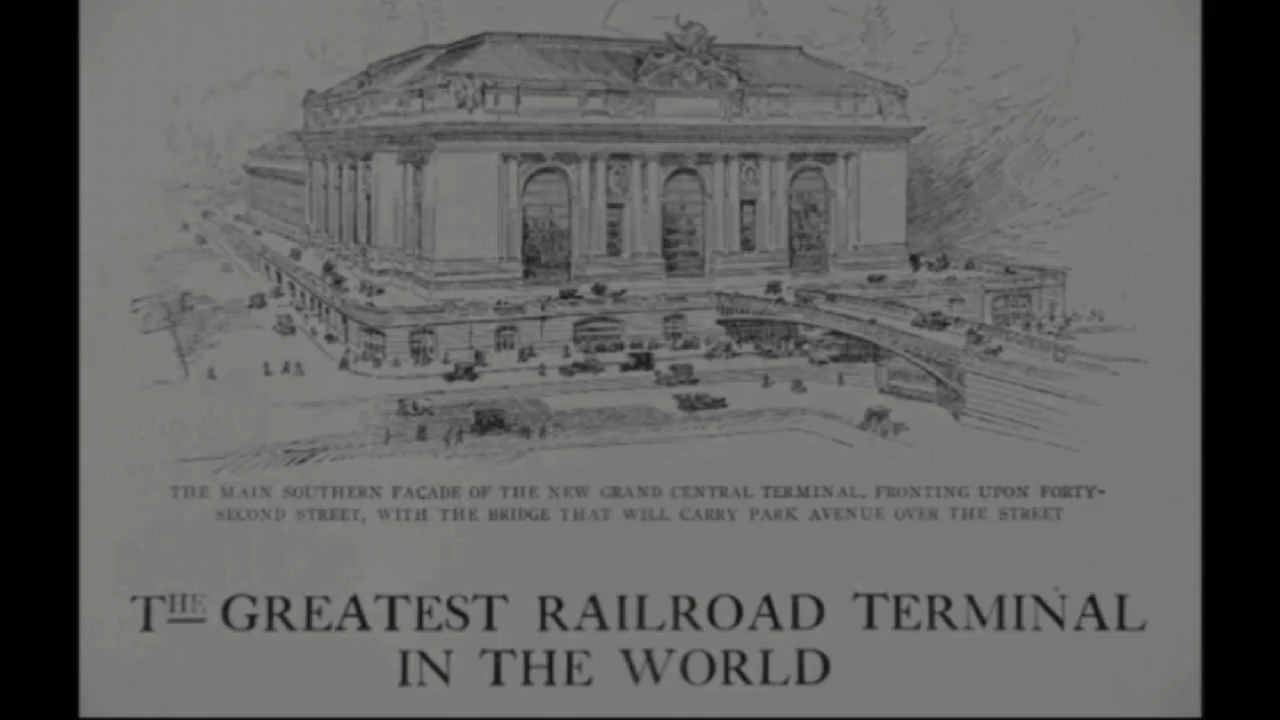 THE MAIN SOUTHERN FAÇADE OF THE NEW GRAND CENTRAL TERMINAL, FRONTING UPON FORTY-
SECOND STREET, WITH THE BRIDGE THAT WILL CARRY PARK AVENUE OVER THE STREET
THE GREATEST RAILROAD TERMINAL
IN THE WORLD